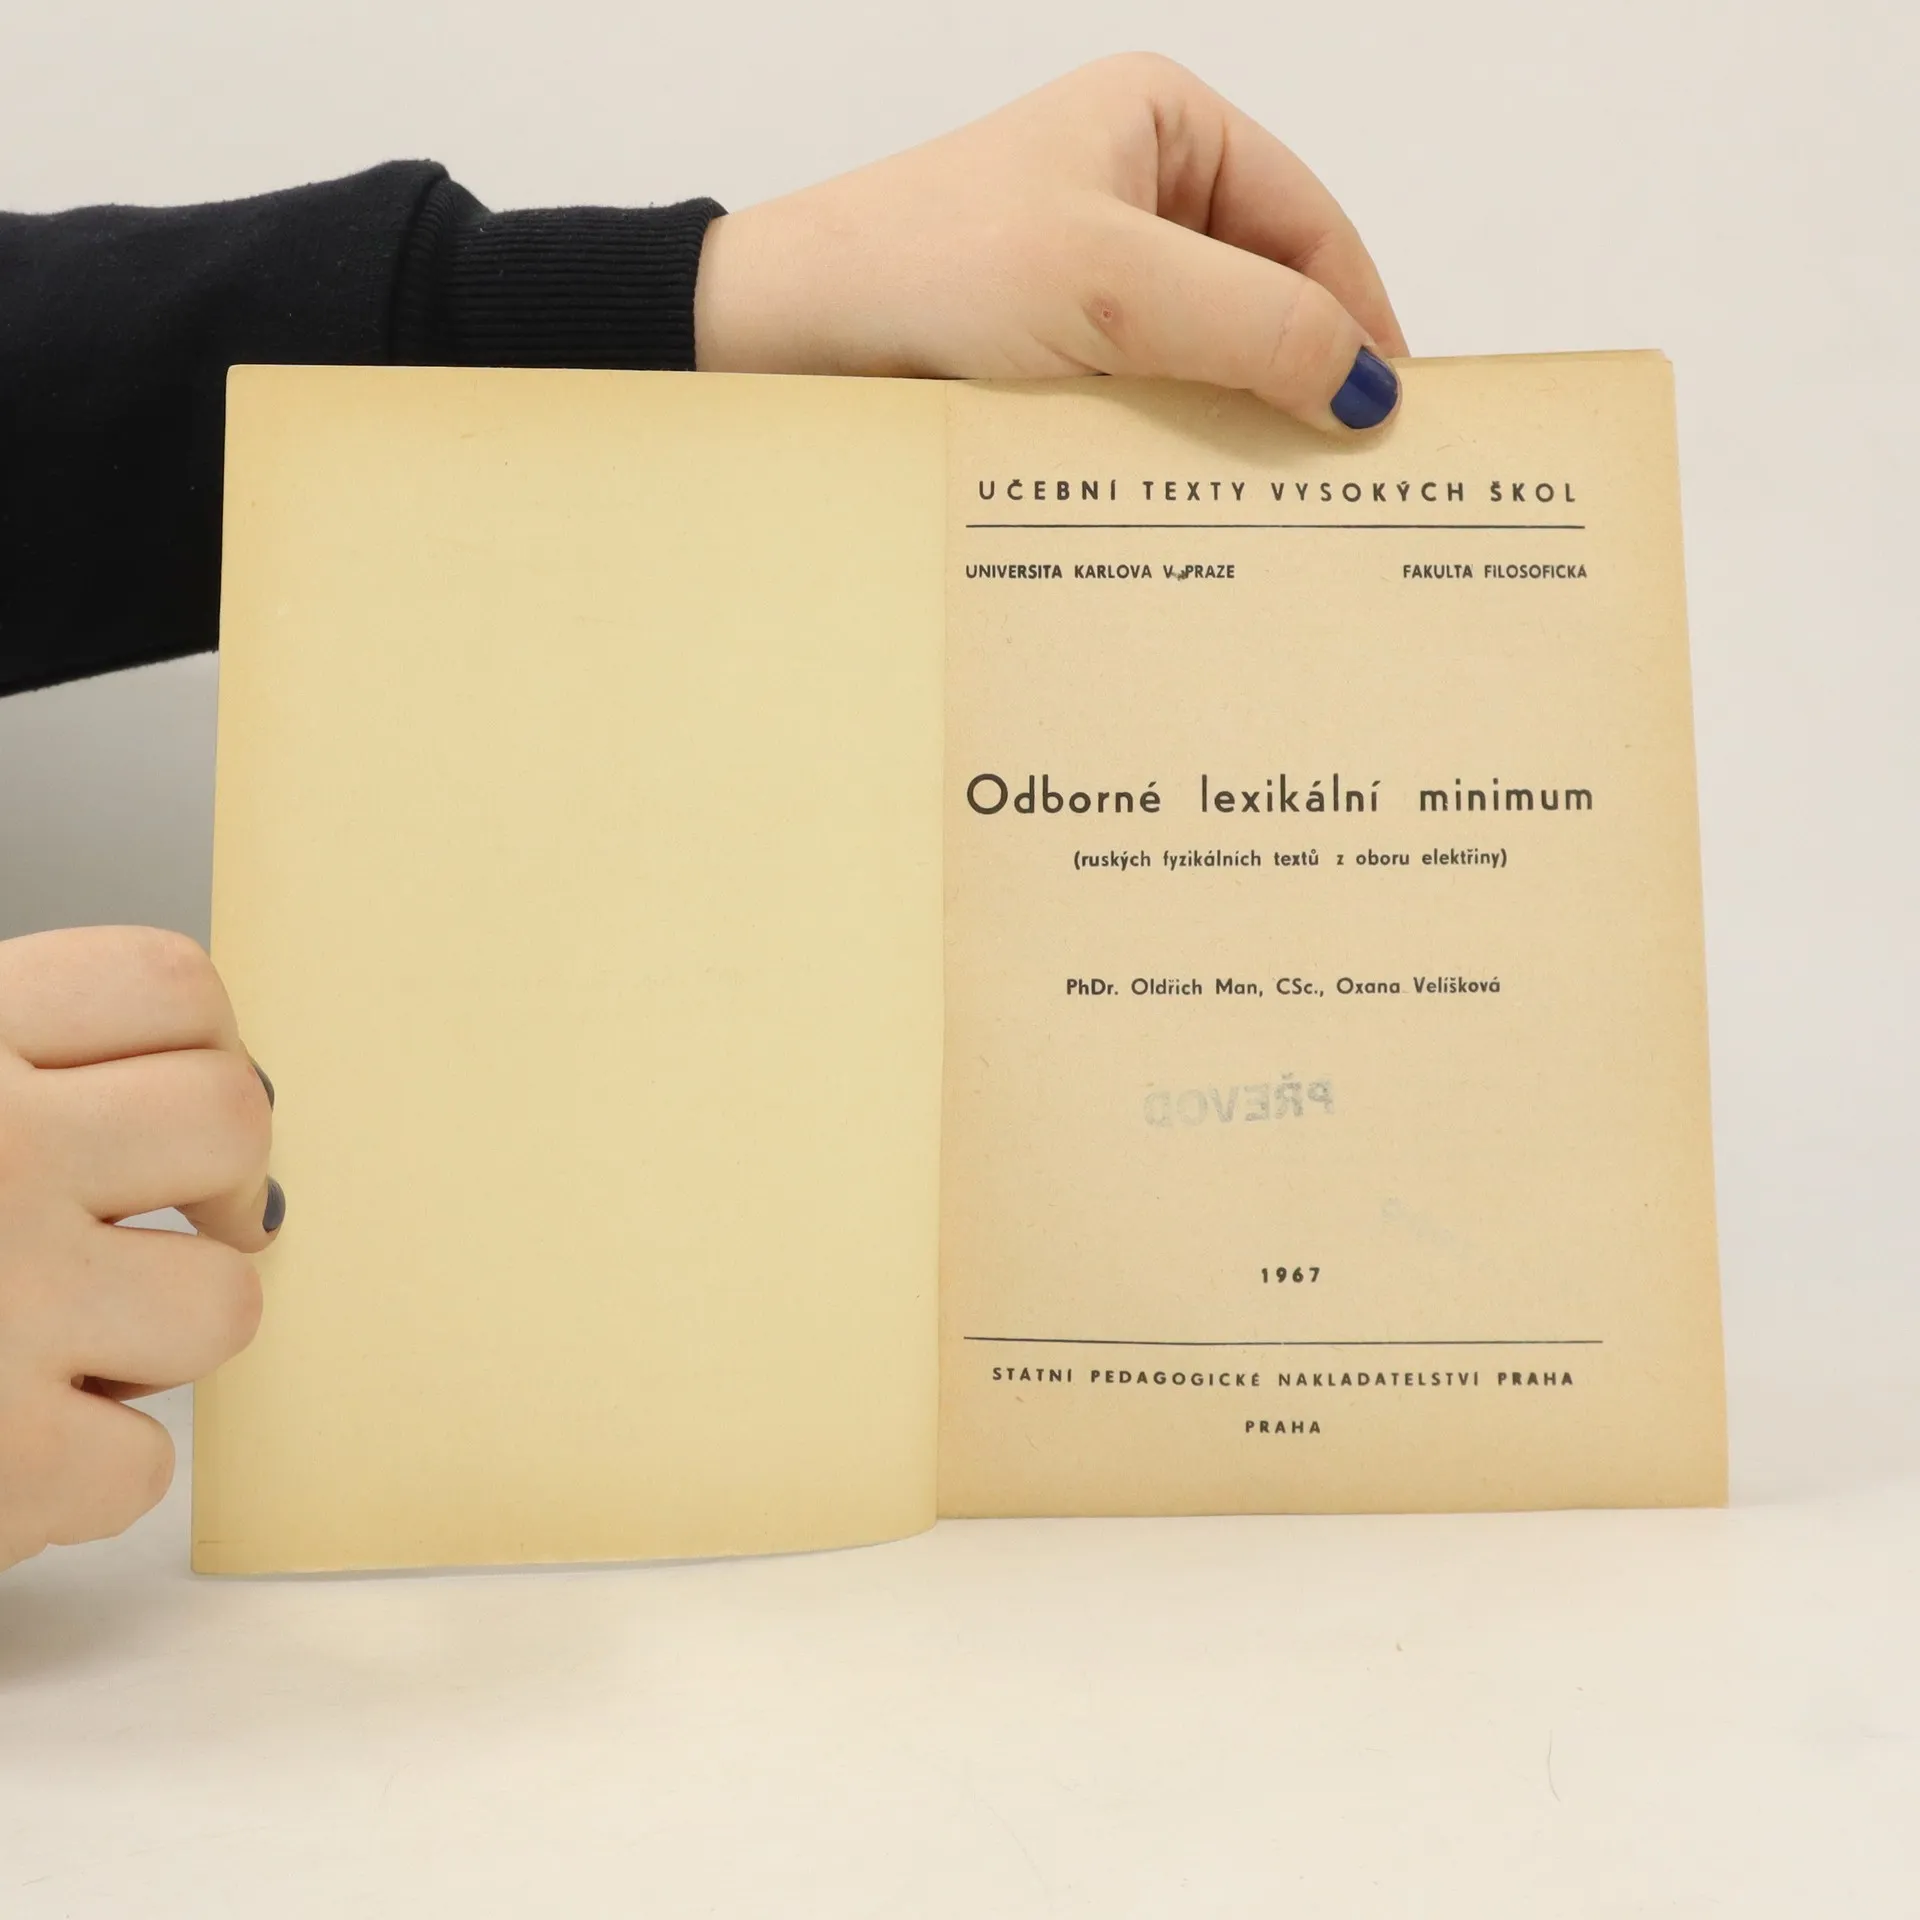 UČEBNÍ TEXTY VYSOKÝCH ŠKOL
UNIVERSITA KARLOVA V PRAZE FAKULTA FILOSOFICKÁ
Odborné lexikální minimum
(ruských fyzikálních textů z oboru elektřiny)
PhDr. Oldřich Man, CSc., Oxana Velíšková
PŘEVOD
1967
STÁTNÍ PEDAGOGICKÉ NAKLADATELSTVÍ PRAHA
PRAHA